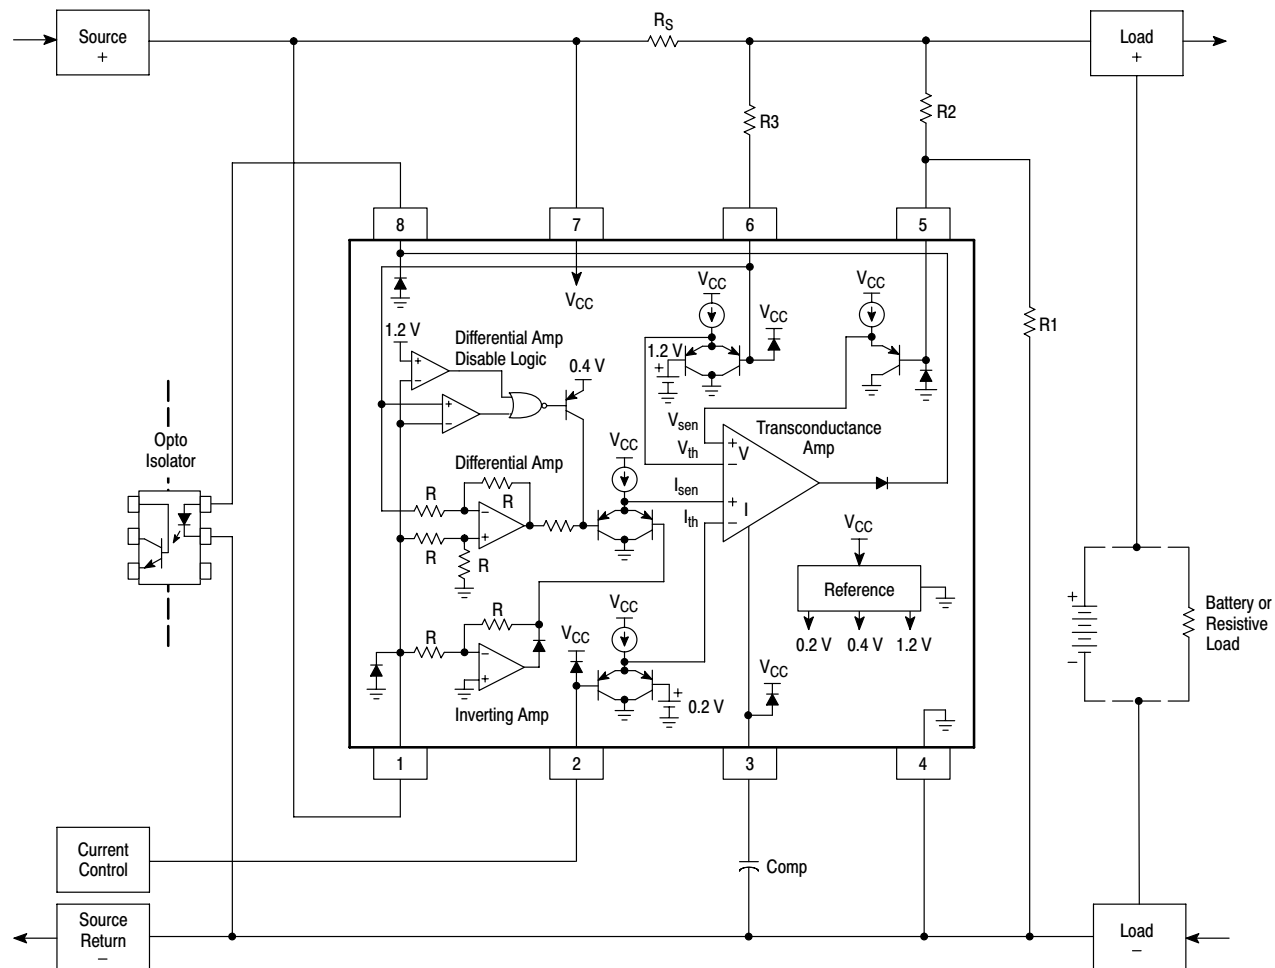 Source
+
RS
Load
+
R3
R2
8
7
6
5
VCC
VCC
VCC
VCC
R1
1.2 V
Differential Amp
Disable Logic
1.2 V
+
+
−
0.4 V
+
−
Opto
Isolator
Vsen
Transconductance
Amp
VCC
Vth
+
V
−
Differential Amp
Isen
R
R
−
+
I
Ith
−
+
R
R
VCC
Reference
VCC
R
0.2 V
0.4 V
1.2 V
+
−
Battery or
Resistive
Load
VCC
R
−
+
VCC
+
0.2 V
Inverting Amp
1
2
3
4
Current
Control
Comp
Source
Return
−
Load
−